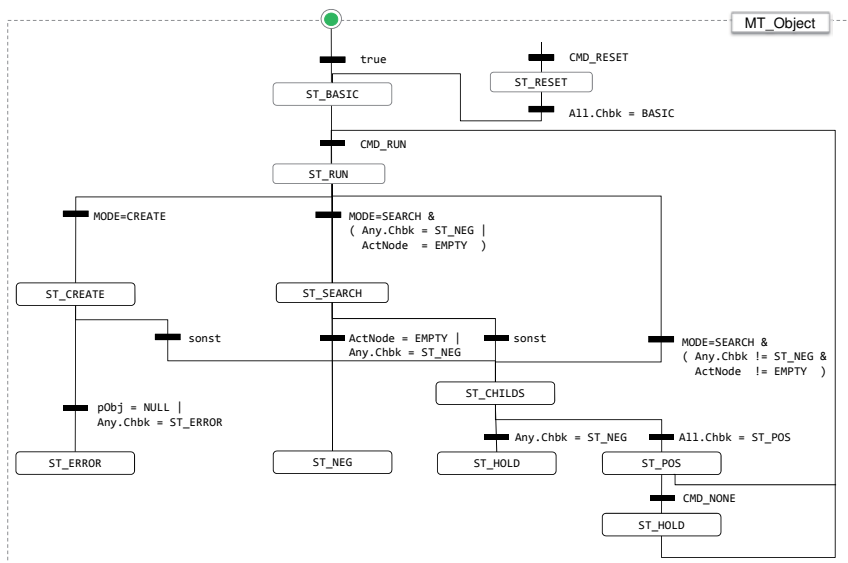 MT_Object
true
CMD_RESET
ST_BASIC
ST_RESET
All.Chbk = BASIC
CMD_RUN
ST_RUN
MODE=CREATE
MODE=SEARCH &
( Any.Chbk = ST_NEG |
ActNode = EMPTY )
ST_CREATE
ST_SEARCH
sonst
ActNode = EMPTY |
Any.Chbk = ST_NEG
sonst
MODE=SEARCH &
( Any.Chbk != ST_NEG &
ActNode != EMPTY )
ST_CHILDS
pObj = NULL |
Any.Chbk = ST_ERROR
Any.Chbk = ST_NEG
All.Chbk = ST_POS
ST_ERROR
ST_NEG
ST_HOLD
ST_POS
CMD_NONE
ST_HOLD